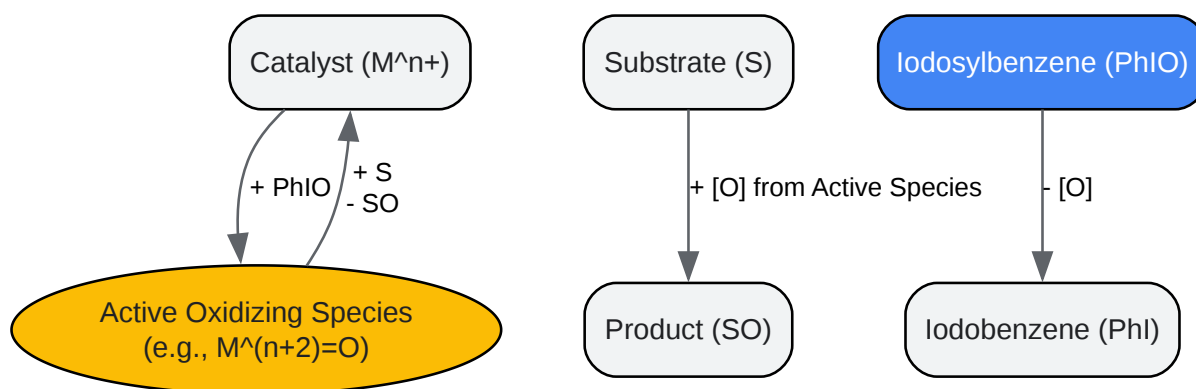 Catalyst (M^n+)
Substrate (S)
Iodosylbenzene (PhIO)
+ PhIO
+ S
- SO
+ [O] from Active Species
- [O]
Active Oxidizing Species
(e.g., M^(n+2)=O)
Product (SO)
Iodobenzene (PhI)